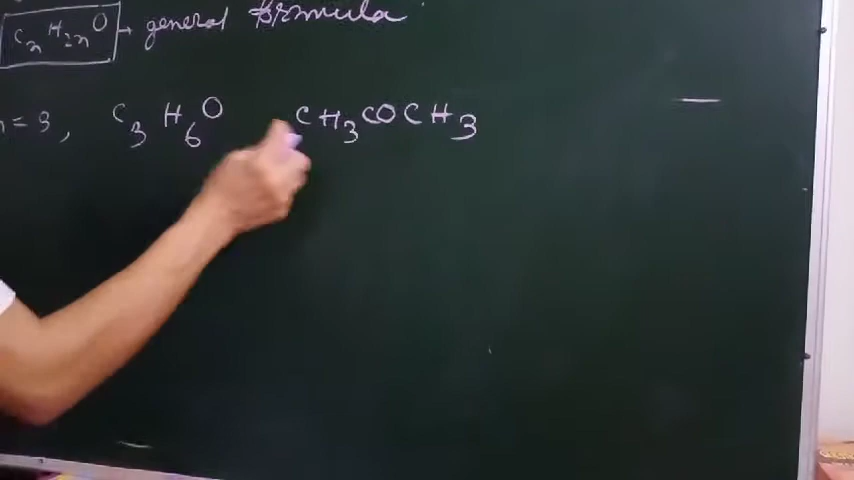 CnH2nO → general formula
n = 3, C3H6O CH3COCH3